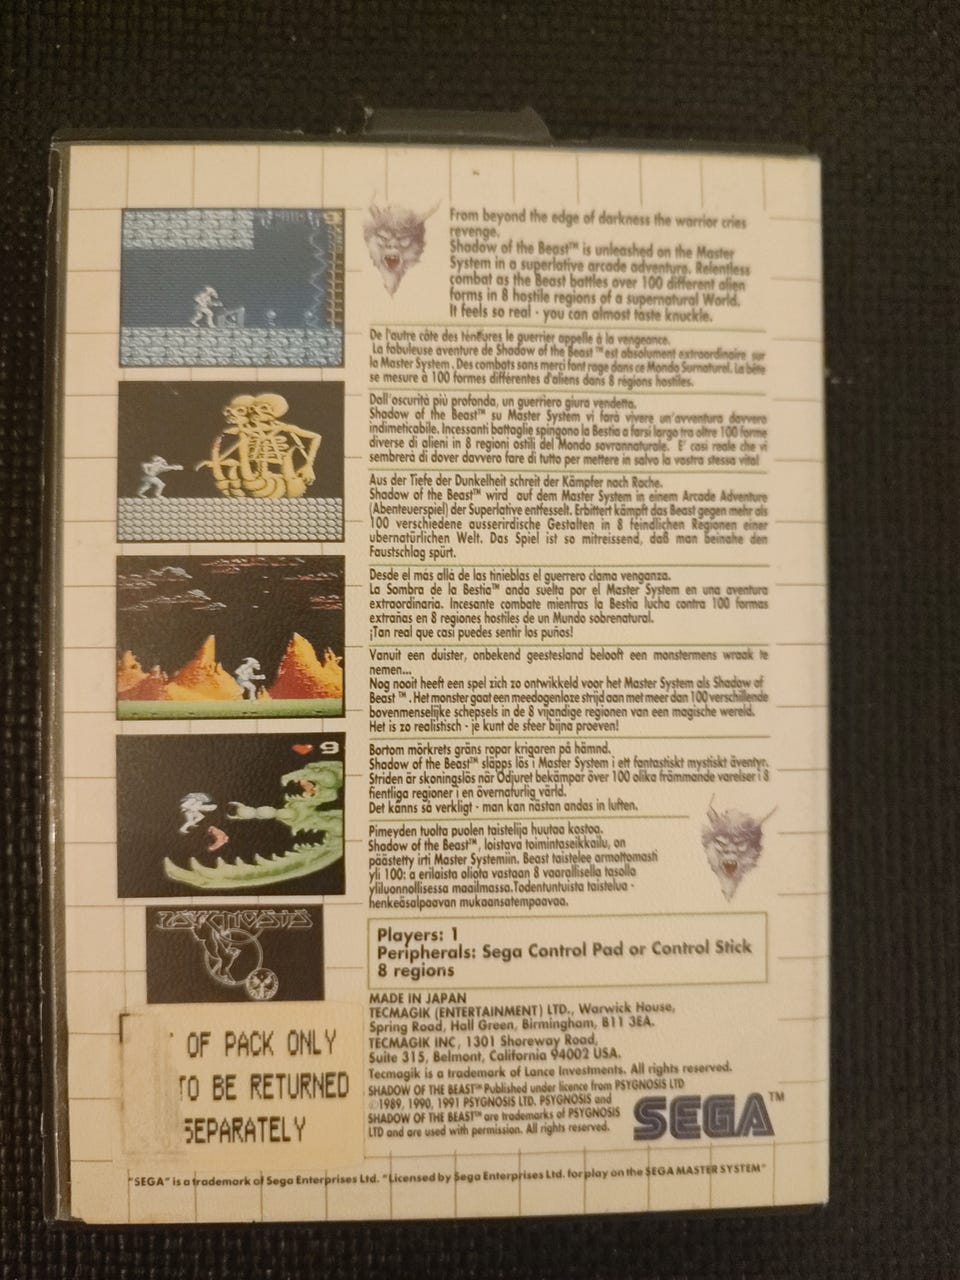 From beyond the edge of darkness the warrior cries
revenge.
Shadow of the Beast™ is unleashed on the Master
System in a superlative arcade adventure. Relentless
combat as the Beast battles over 100 different alien
forms in 8 hostile regions of a supernatural World.
It feels so real - you can almost taste knuckle.
De l'autre côte des ténéƒures le guerrier appelle à la vengeance.
La fabuleuse aventure de Shadow of the Beast™ est absolument extraordinaire sur
la Master System. Des combats sans merci font rage dans ce Mondo Surnaturel. La bête
se mesure à 100 formes différentes d'aliens dans 8 régions hostiles.
Dall'oscurità più profonda, un guerriero giura vendetta.
Shadow of the Beast™ su Master System vi farà vivere un'avventura davvero
indimeticabile. Incessanti battaglie spingono la Bestia a farsi largo tra oltre 100 forme
diverse di alieni in 8 regioni ostili del Mondo sovrannaturale. E' cosi reale che vi
sembrerà di dover davvero fare di tutto per mettere in salvo la vostra stessa vita!
Aus der Tiefe der Dunkelheit schreit der Kämpfer nach Rache.
Shadow of the Beast™ wird auf dem Master System in einem Arcade Adventure
(Abenteuerspiel) der Superlative entfesselt. Erbittert kämpft das Beast gegen mehr als
100 verschiedene ausserirdische Gestalten in 8 feindlichen Regionen einer
ubernatürlichen Welt. Das Spiel ist so mitreissend, daß man beinahe den
Faustschlag spürt.
Desde el más allá de las tinieblas el guerrero clama venganza.
La Sombra de la Bestia™ anda suelta por el Master System en una aventura
extraordinaria. Incesante combate mientras la Bestia lucha contra 100 formas
extrañas en 8 regiones hostiles de un Mundo sobrenatural.
¡Tan real que casi puedes sentir los puños!
Vanuit een duister, onbekend geestesland belooft een monstermens wraak te
nemen...
Nog nooit heeft een spel zich zo ontwikkeld voor het Master System als Shadow of
Beast™. Het monster gaat een meedogenloze strijd aan met meer dan 100 verschillende
bovenmenselijke schepsels in de 8 vijandige regionen van een magische wereld.
Het is zo realistisch - je kunt de sfeer bijna proeven!
9
Bortom mörkrets gräns ropar krigaren på hämnd.
Shadow of the Beast™ släpps lös i Master System i ett fantastiskt mystiskt äventyr.
Striden är skoningslös när Odjuret bekämpar över 100 olika främmande varelser i 8
fientliga regioner i en övernaturlig värld.
Det känns så verkligt - man kan nästan andas in luften.
Pimeyden tuolta puolen taistelija huutaa kostoa.
Shadow of the Beast™, loistava toimintaseikkailu, on
päästetty irti Master Systemiin. Beast taistelee armottomasti
yli 100: a erilaista oliota vastaan 8 vaarallisella tasolla
yliluonnollisessa maailmassa. Todentuntuista taistelua -
henkeäsalpaavan mukaansatempaavaa.
PSYGNOSIS
Players: 1
Peripherals: Sega Control Pad or Control Stick
8 regions
MADE IN JAPAN
TECMAGIK (ENTERTAINMENT) LTD., Warwick House,
Spring Road, Hall Green, Birmingham, B11 3EA.
TECMAGIK INC, 1301 Shoreway Road,
Suite 315, Belmont, California 94002 USA.
Tecmagik is a trademark of Lance Investments. All rights reserved.
SHADOW OF THE BEAST™ Published under licence from PSYGNOSIS LTD
©1989, 1990, 1991 PSYGNOSIS LTD. PSYGNOSIS and
SHADOW OF THE BEAST™ are trademarks of PSYGNOSIS
LTD and are used with permission. All rights reserved.
SEGA™
OF PACK ONLY
TO BE RETURNED
SEPARATELY
"SEGA" is a trademark of Sega Enterprises Ltd. "Licensed by Sega Enterprises Ltd. for play on the SEGA MASTER SYSTEM"